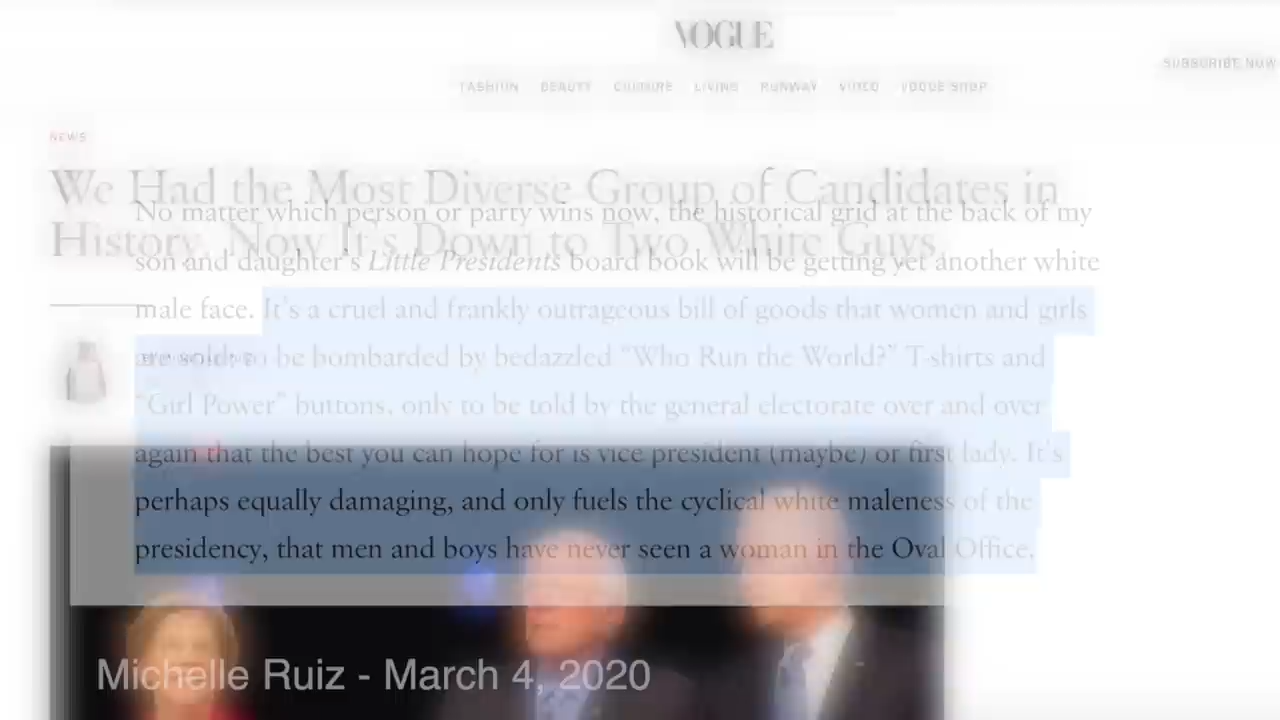 VOGUE
SUBSCRIBE NOW
FASHION BEAUTY CULTURE LIVING RUNWAY VIDEO VOGUE SHOP
NEWS
We Had the Most Diverse Group of Candidates in
History. Now It's Down to Two White Guys.
No matter which person or party wins now, the historical grid at the back of my
son and daughter's Little Presidents board book will be getting yet another white
male face. It's a cruel and frankly outrageous bill of goods that women and girls
are sold: to be bombarded by bedazzled “Who Run the World?” T-shirts and
“Girl Power” buttons, only to be told by the general electorate over and over
again that the best you can hope for is vice president (maybe) or first lady. It's
perhaps equally damaging, and only fuels the cyclical white maleness of the
presidency, that men and boys have never seen a woman in the Oval Office.
Michelle Ruiz - March 4, 2020